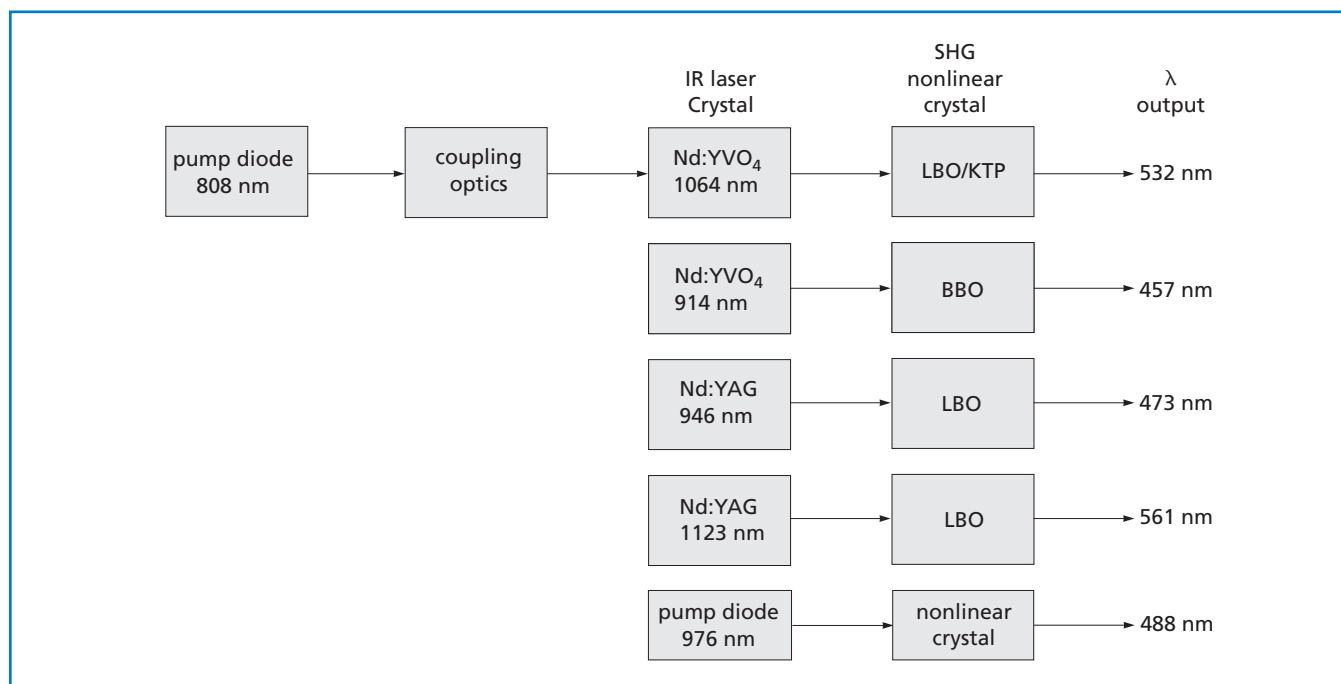 IR laser
Crystal
SHG
nonlinear
crystal
λ
output
pump diode
808 nm
coupling
optics
Nd:YVO₄
1064 nm
LBO/KTP
532 nm
Nd:YVO₄
914 nm
BBO
457 nm
Nd:YAG
946 nm
LBO
473 nm
Nd:YAG
1123 nm
LBO
561 nm
pump diode
976 nm
nonlinear
crystal
488 nm